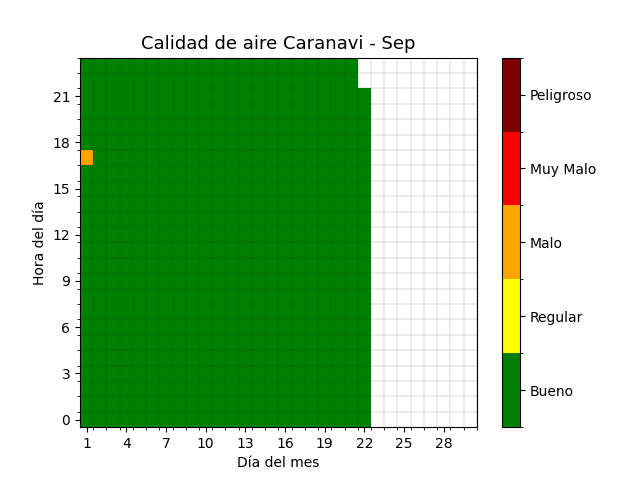 Calidad de aire Caranavi - Sep
Hora del día
21
18
15
12
9
6
3
0
1 4 7 10 13 16 19 22 25 28
Día del mes
Peligroso
Muy Malo
Malo
Regular
Bueno